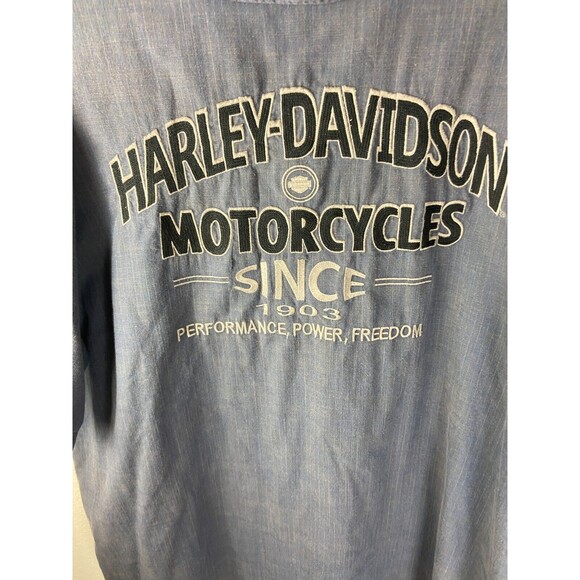 HARLEY-DAVIDSON
MOTORCYCLES
SINCE
1903
PERFORMANCE, POWER, FREEDOM